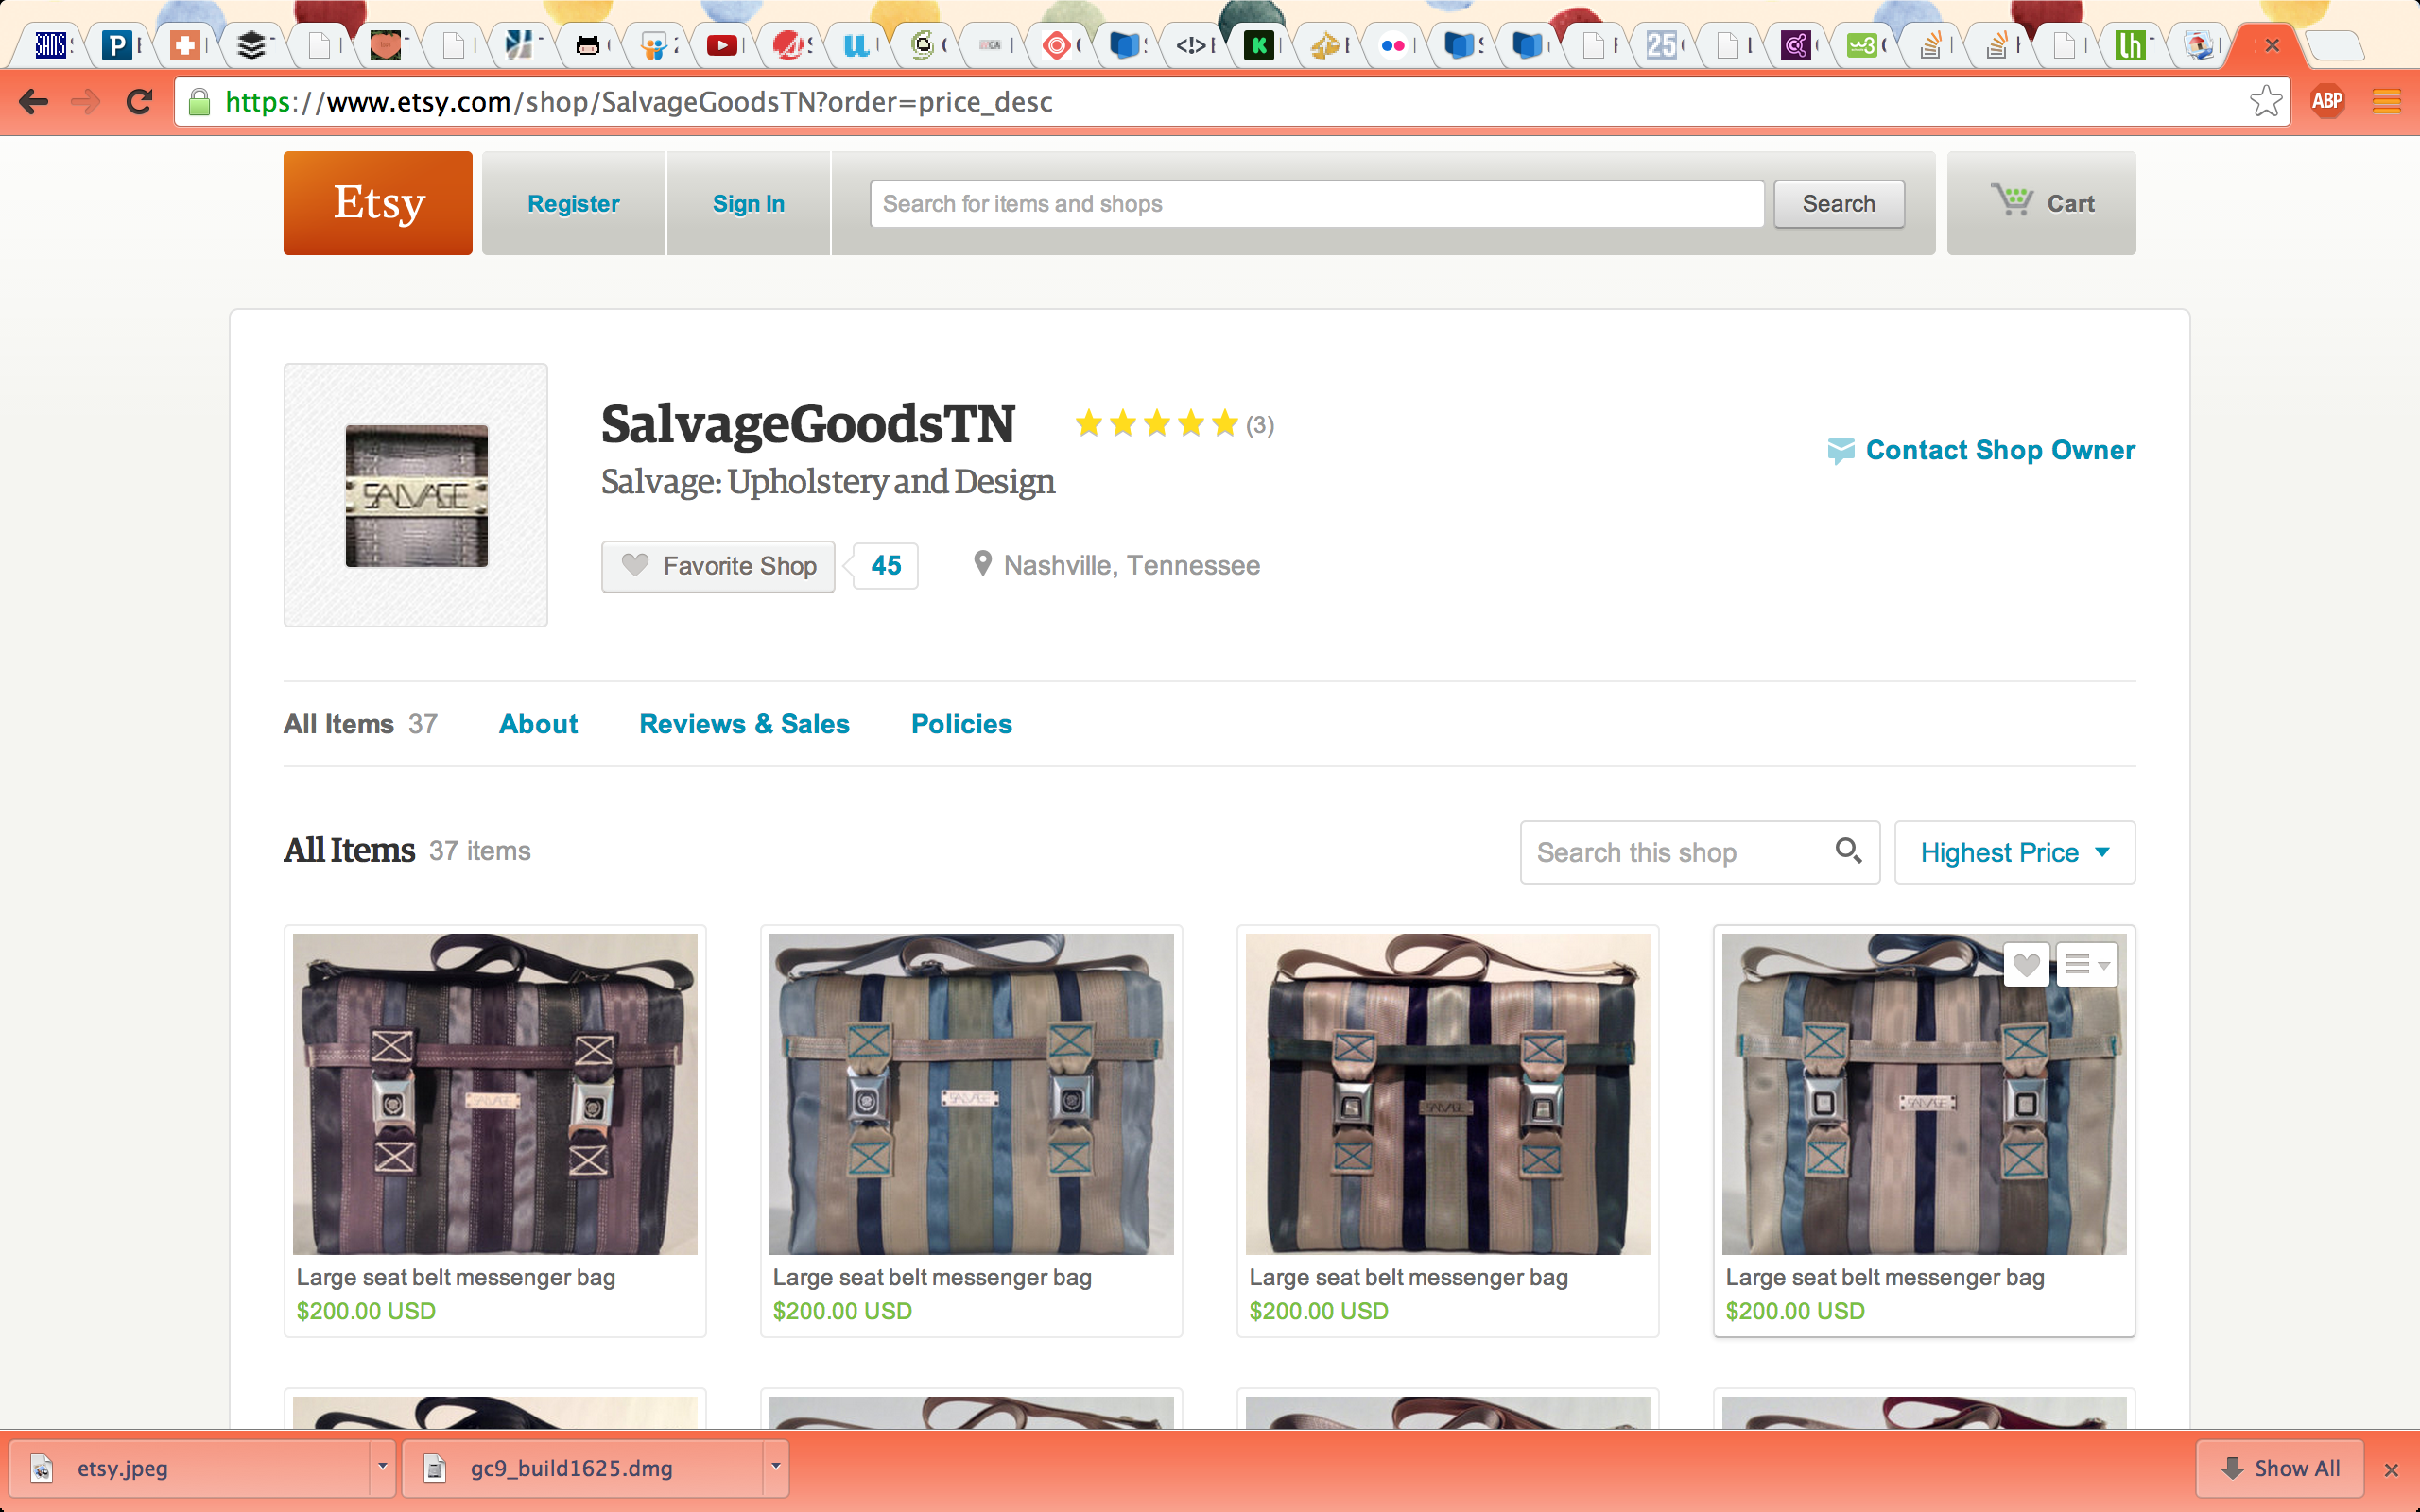 https://www.etsy.com/shop/SalvageGoodsTN?order=price_desc
ABP
Etsy
Register
Sign In
Search for items and shops
Search
Cart
SALVAGE
SalvageGoodsTN
(3)
Salvage: Upholstery and Design
Contact Shop Owner
Favorite Shop
45
Nashville, Tennessee
All Items 37
About
Reviews & Sales
Policies
All Items 37 items
Search this shop
Highest Price
SALVAGE
SALVAGE
SALVAGE
SALVAGE
Large seat belt messenger bag
$200.00 USD
Large seat belt messenger bag
$200.00 USD
Large seat belt messenger bag
$200.00 USD
Large seat belt messenger bag
$200.00 USD
etsy.jpeg
gc9_build1625.dmg
Show All